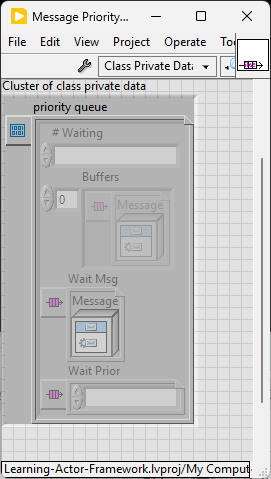 Message Priority...
File Edit View Project Operate To
Class Private Data
Cluster of class private data
priority queue
# Waiting
Buffers
0
Message
Wait Msg
Message
Wait Prior
Learning-Actor-Framework.lvproj/My Comput